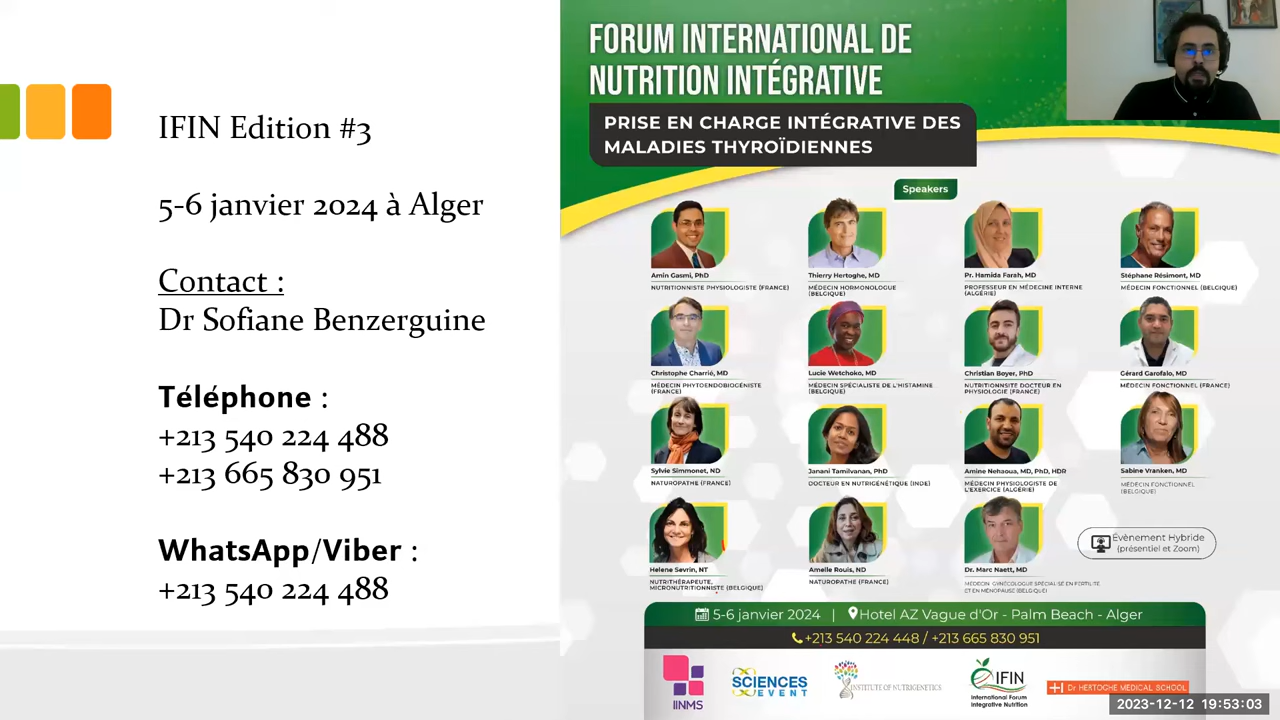 IFIN Edition #3
5-6 janvier 2024 à Alger
Contact :
Dr Sofiane Benzerguine
Téléphone :
+213 540 224 488
+213 665 830 951
WhatsApp/Viber :
+213 540 224 488
FORUM INTERNATIONAL DE
NUTRITION INTÉGRATIVE
PRISE EN CHARGE INTÉGRATIVE DES
MALADIES THYROÏDIENNES
Speakers
Amin Gasmi, PhD
NUTRITIONNISTE PHYSIOLOGISTE (FRANCE)
Thierry Hertoghe, MD
MÉDECIN HORMONOLOGUE
(BELGIQUE)
Pr. Hamida Farah, MD
PROFESSEUR EN MÉDECINE INTERNE
(ALGÉRIE)
Stéphane Résimont, MD
MÉDECIN FONCTIONNEL (BELGIQUE)
Christophe Charrié, MD
MÉDECIN PHYTOENDOBIOGÉNISTE
(FRANCE)
Lucie Wetchoko, MD
MÉDECIN SPÉCIALISTE DE L'HISTAMINE
(BELGIQUE)
Christian Boyer, PhD
NUTRITIONNSITE DOCTEUR EN
PHYSIOLOGIE (FRANCE)
Gérard Garofalo, MD
MÉDECIN FONCTIONNEL (FRANCE)
Sylvie Simmonet, ND
NATUROPATHE (FRANCE)
Janani Tamilvanan, PhD
DOCTEUR EN NUTRIGÉNÉTIQUE (INDE)
Amine Nehaoua, MD, PhD, HDR
MÉDECIN PHYSIOLOGISTE DE
L'EXERCICE (ALGÉRIE)
Sabine Vranken, MD
MÉDECIN FONCTIONNEL
(BELGIQUE)
Helene Sevrin, NT
NUTRITHÉRAPEUTE,
MICRONUTRITIONNISTE (BELGIQUE)
Amelle Rouis, ND
NATUROPATHE (FRANCE)
Dr. Marc Naett, MD
MÉDECIN GYNÉCOLOGUE SPÉCIALISÉ EN FERTILITÉ
ET EN MÉNOPAUSE (BELGIQUE)
Évènement Hybride
(présentiel et Zoom)
5-6 janvier 2024 | Hotel AZ Vague d'Or - Palm Beach - Alger
+213 540 224 448 / +213 665 830 951
IINMS
SCIENCES
EVENT
INSTITUTE OF NUTRIGENETICS
IFIN
International Forum
Integrative Nutrition
Dr HERTOGHE MEDICAL SCHOOL
2023-12-12 19:53:03